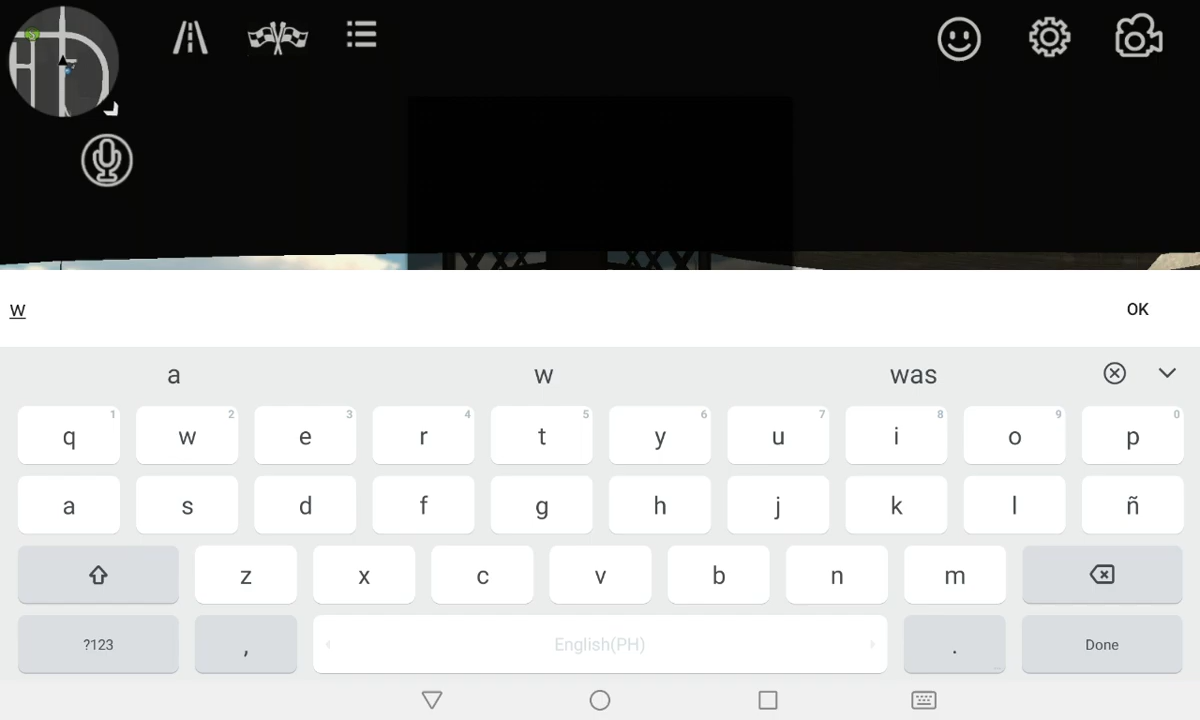 w
OK
a w was
q 1 w 2 e 3 r 4 t 5 y 6 u 7 i 8 o 9 p 0
a s d f g h j k l ñ
z x c v b n m
?123 , English(PH) . Done